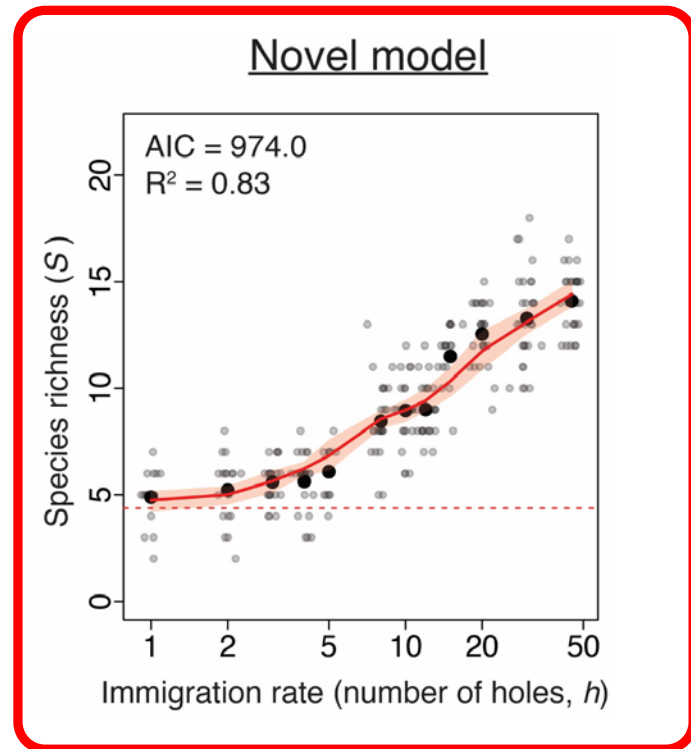 Novel model
AIC = 974.0
R² = 0.83
Species richness (S)
20
15
10
5
0
1 2 5 10 20 50
Immigration rate (number of holes, h)